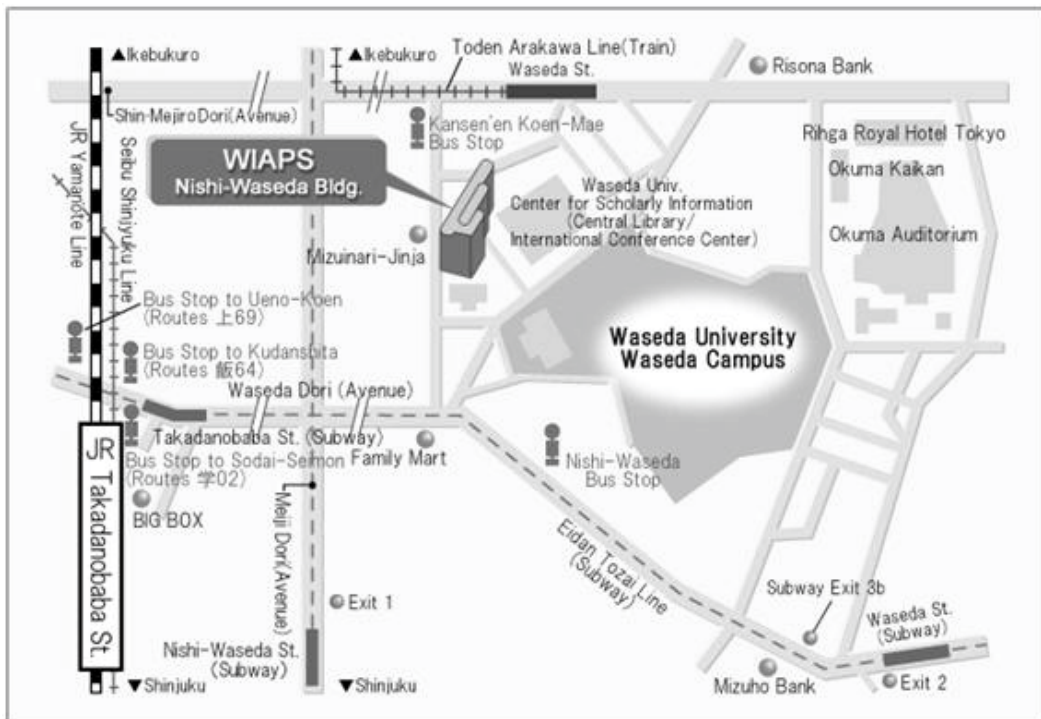 ▲Ikebukuro
▲Ikebukuro
Toden Arakawa Line(Train)
Waseda St.
Risona Bank
Shin-Mejiro Dori(Avenue)
Kansen'en Koen-Mae
Bus Stop
Rihga Royal Hotel Tokyo
Okuma Kaikan
Okuma Auditorium
JR Yamanote Line
Seibu Shinjyuku Line
WIAPS
Nishi-Waseda Bldg.
Waseda Univ.
Center for Scholarly Information
(Central Library/
International Conference Center)
Mizuinari-Jinja
Bus Stop to Ueno-Koen
(Routes 上69)
Bus Stop to Kudanshita
(Routes 飯64)
Waseda University
Waseda Campus
Waseda Dori (Avenue)
Takadanobaba St. (Subway)
Bus Stop to Sodai-Seimon
(Routes 学02)
Family Mart
Nishi-Waseda
Bus Stop
BIG BOX
JR Takadanobaba St.
Meiji Dori(Avenue)
Eidan Tozai Line
(Subway)
Exit 1
Subway Exit 3b
Waseda St.
(Subway)
Nishi-Waseda St.
(Subway)
Mizuho Bank
Exit 2
▼Shinjuku
▼Shinjuku